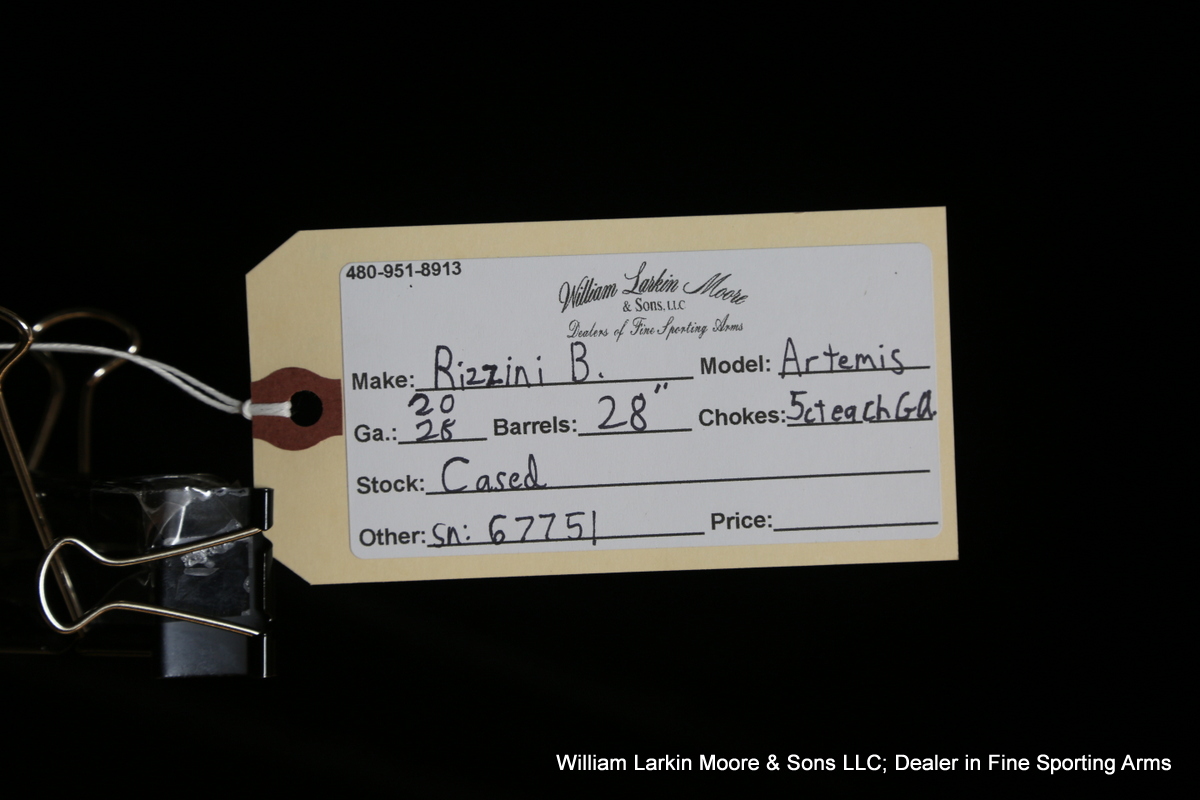 480-951-8913
William Larkin Moore
& Sons, LLC
Dealers of Fine Sporting Arms
Make: Rizzini B. Model: Artemis
20
Ga.: 28 Barrels: 28" Chokes: 5ct each GA.
Stock: Cased
Other: sn: 67751 Price:
William Larkin Moore & Sons LLC; Dealer in Fine Sporting Arms